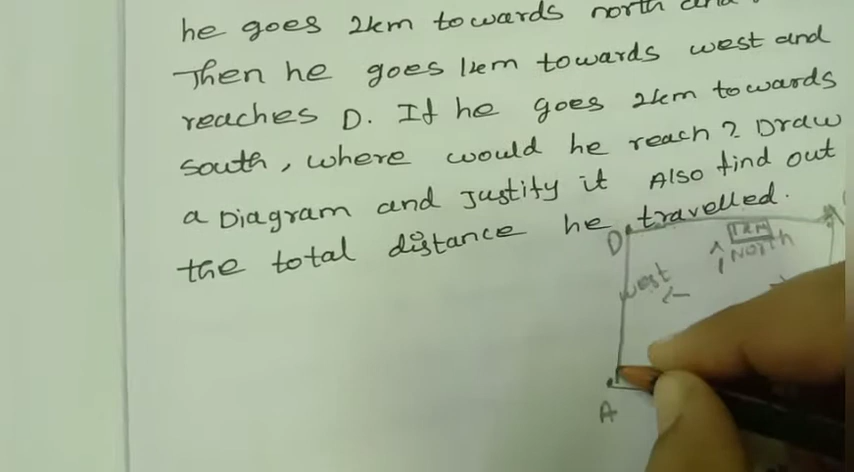 he goes 2km towards north and
Then he goes 1km towards west and
reaches D. If he goes 2km towards
south, where would he reach? Draw
a Diagram and Justify it Also find out
the total distance he travelled.
D
1km
North
west
A